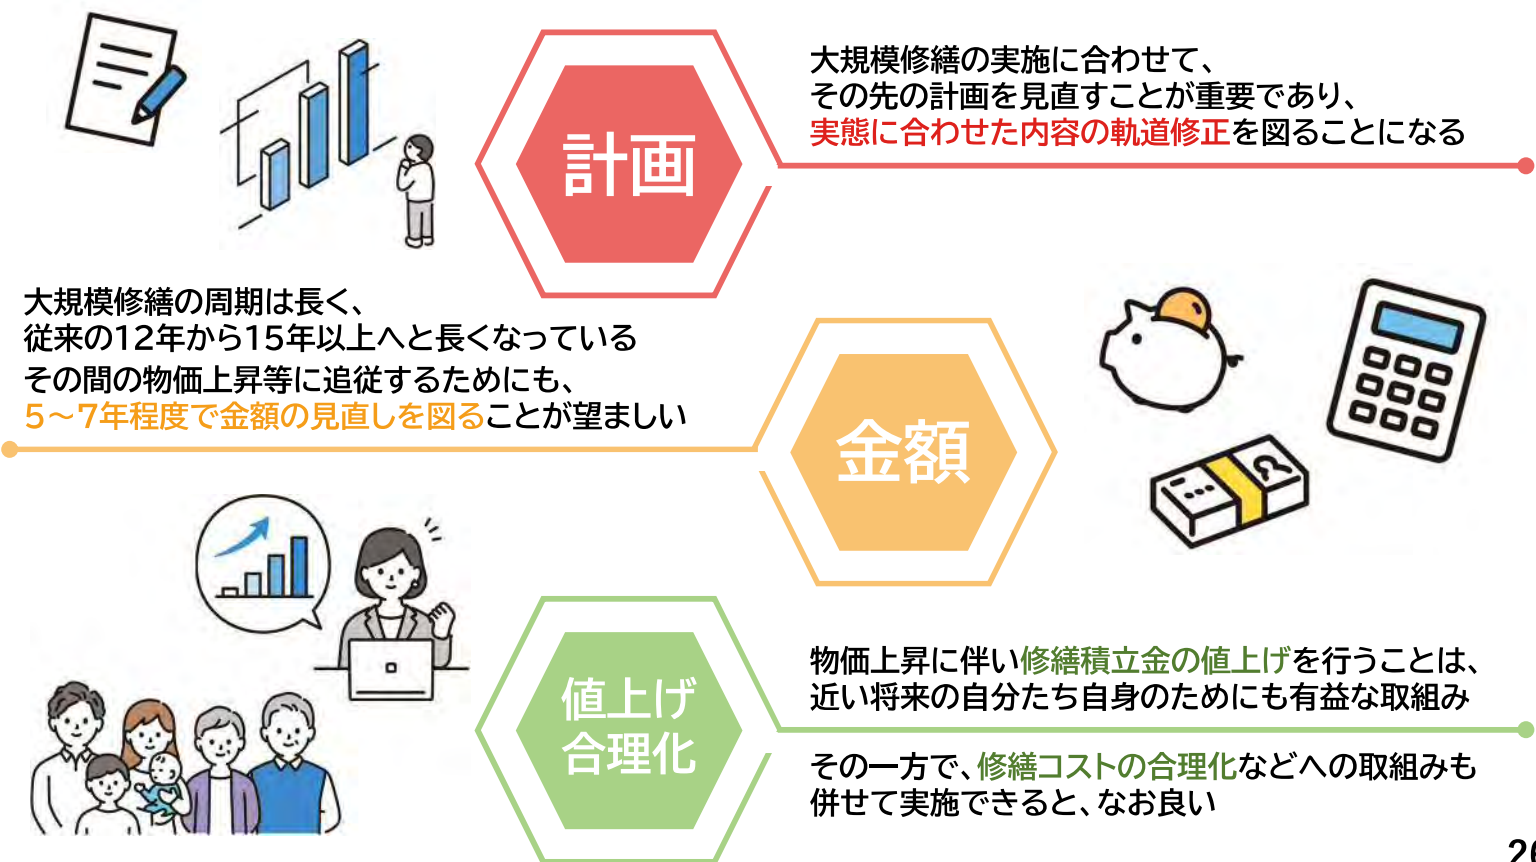 計画
大規模修繕の実施に合わせて、
その先の計画を見直すことが重要であり、
実態に合わせた内容の軌道修正を図ることになる
大規模修繕の周期は長く、
従来の12年から15年以上へと長くなっている
その間の物価上昇等に追従するためにも、
5～7年程度で金額の見直しを図ることが望ましい
金額
値上げ
合理化
物価上昇に伴い修繕積立金の値上げを行うことは、
近い将来の自分たち自身のためにも有益な取組み
その一方で、修繕コストの合理化などへの取組みも
併せて実施できると、なお良い